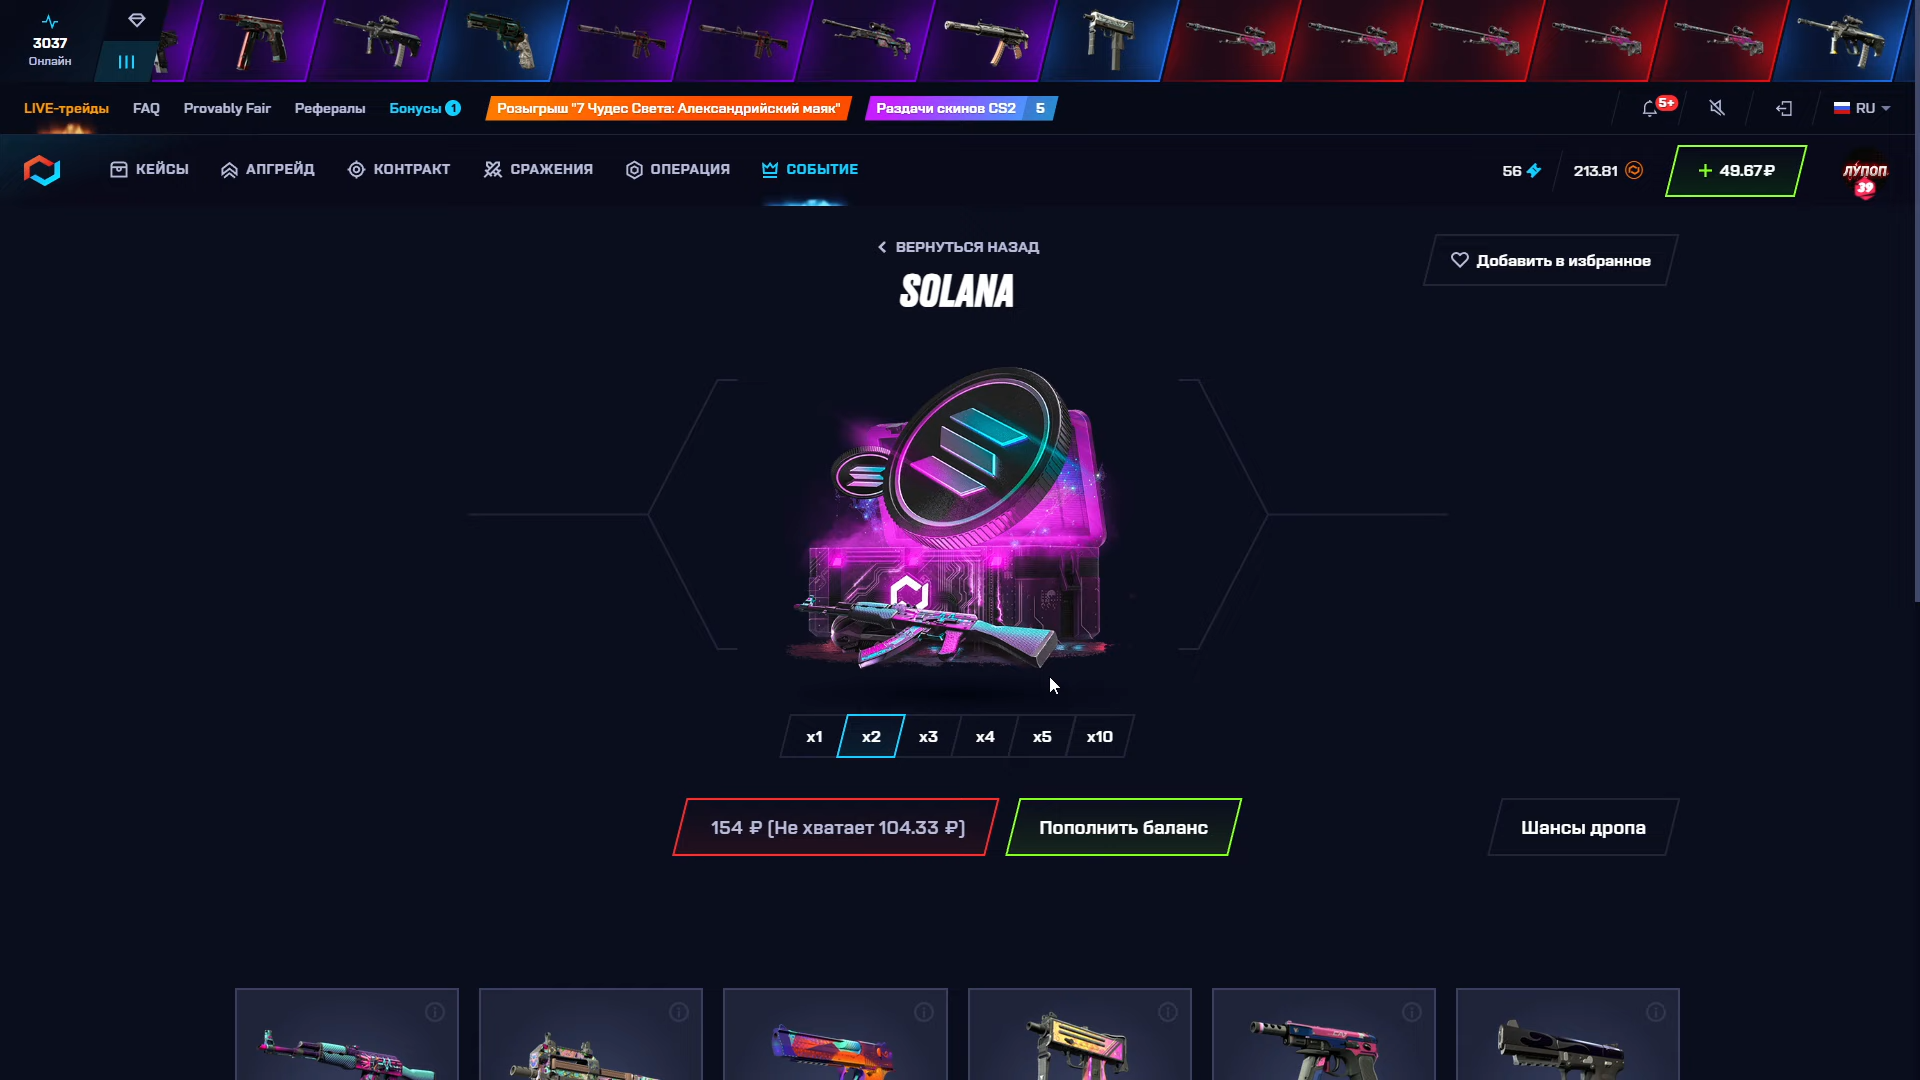 3037
Онлайн
LIVE-трейды
FAQ
Provably Fair
Рефералы
Бонусы 1
Розыгрыш "7 Чудес Света: Александрийский маяк"
Раздачи скинов CS2 5
5+
RU
КЕЙСЫ
АПГРЕЙД
КОНТРАКТ
СРАЖЕНИЯ
ОПЕРАЦИЯ
СОБЫТИЕ
56
213.81
+ 49.67₽
ЛУПОП
39
ВЕРНУТЬСЯ НАЗАД
SOLANA
Добавить в избранное
x1
x2
x3
x4
x5
x10
154 ₽ (Не хватает 104.33 ₽)
Пополнить баланс
Шансы дропа